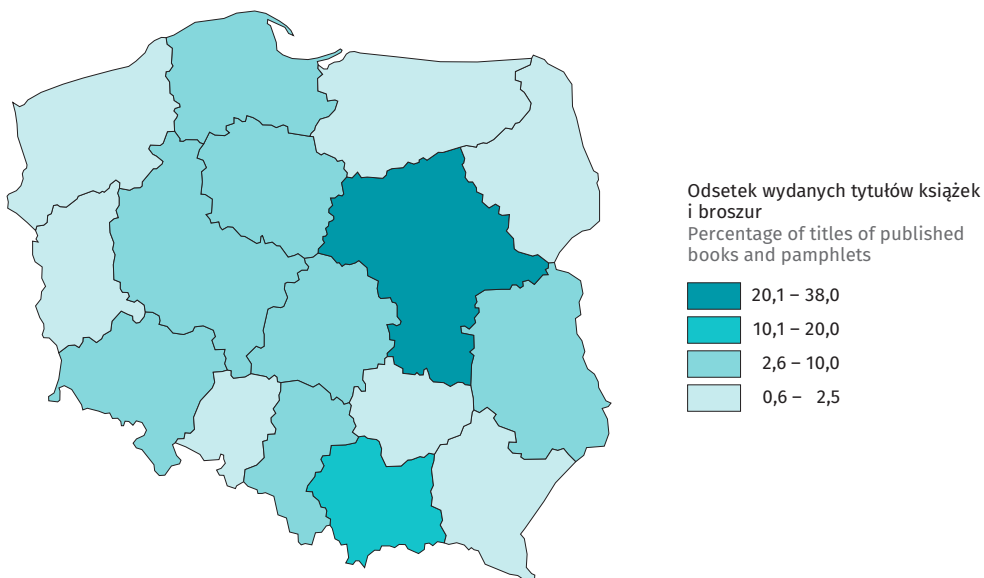 Odsetek wydanych tytułów książek
i broszur
Percentage of titles of published
books and pamphlets
20,1 – 38,0
10,1 – 20,0
2,6 – 10,0
0,6 – 2,5